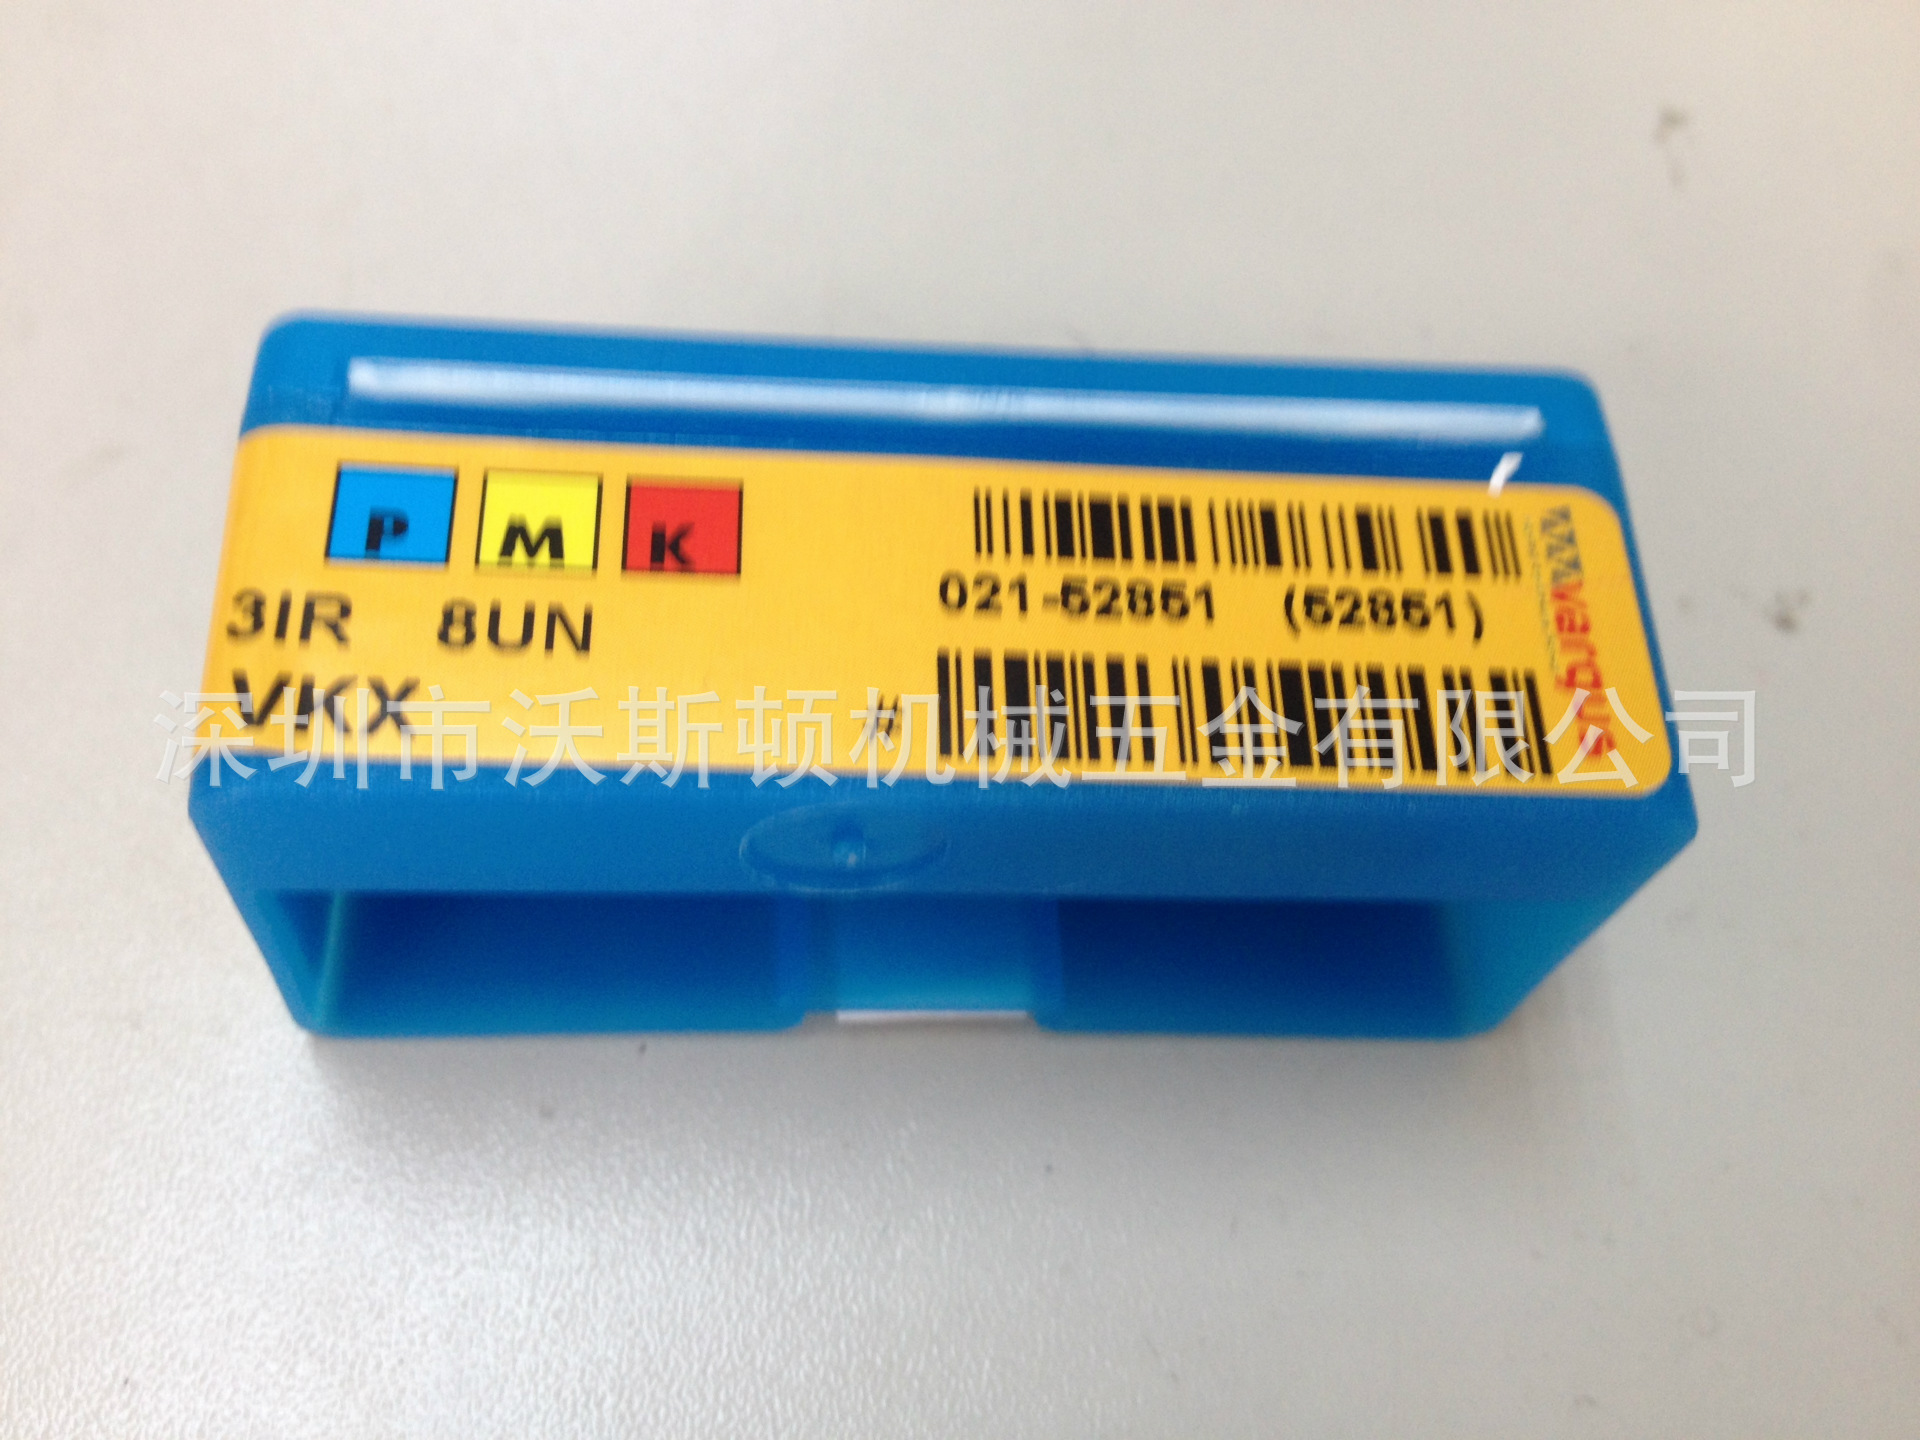 P M K
3IR 8UN
VKX
021-52851 (52851)
#
vargus
深圳市沃斯顿机械五金有限公司